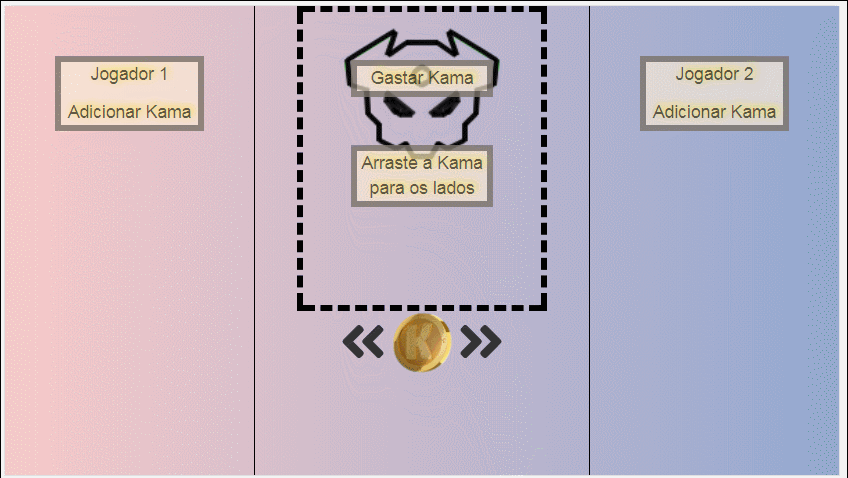 Jogador 1
Adicionar Kama
Gastar Kama
Arraste a Kama
para os lados
K
Jogador 2
Adicionar Kama